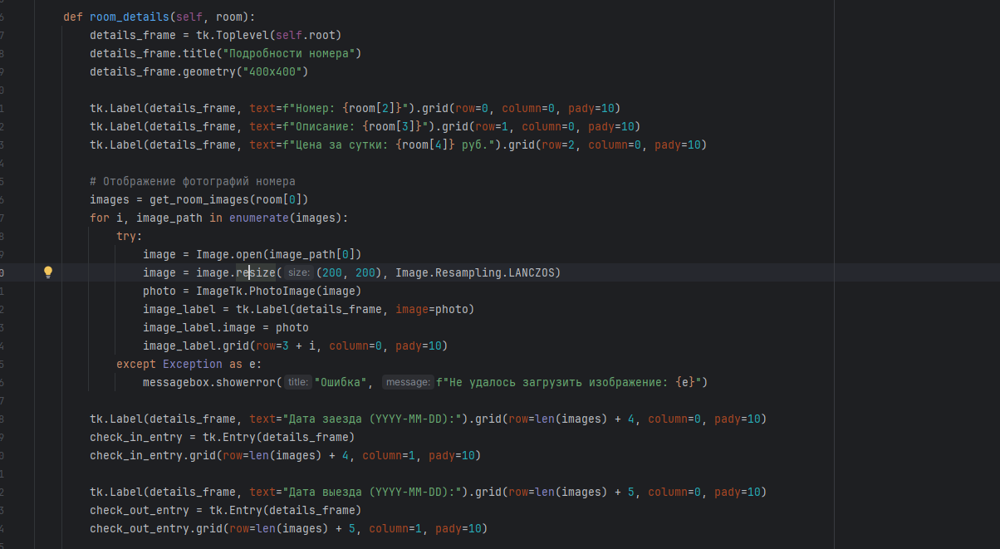 def room_details(self, room):
details_frame = tk.Toplevel(self.root)
details_frame.title("Подробности номера")
details_frame.geometry("400x400")
tk.Label(details_frame, text=f"Номер: {room[2]}").grid(row=0, column=0, pady=10)
tk.Label(details_frame, text=f"Описание: {room[3]}").grid(row=1, column=0, pady=10)
tk.Label(details_frame, text=f"Цена за сутки: {room[4]} руб.").grid(row=2, column=0, pady=10)
# Отображение фотографий номера
images = get_room_images(room[0])
for i, image_path in enumerate(images):
try:
image = Image.open(image_path[0])
image = image.resize( size: (200, 200), Image.Resampling.LANCZOS)
photo = ImageTk.PhotoImage(image)
image_label = tk.Label(details_frame, image=photo)
image_label.image = photo
image_label.grid(row=3 + i, column=0, pady=10)
except Exception as e:
messagebox.showerror( title: "Ошибка", message: f"Не удалось загрузить изображение: {e}")
tk.Label(details_frame, text="Дата заезда (YYYY-MM-DD):").grid(row=len(images) + 4, column=0, pady=10)
check_in_entry = tk.Entry(details_frame)
check_in_entry.grid(row=len(images) + 4, column=1, pady=10)
tk.Label(details_frame, text="Дата выезда (YYYY-MM-DD):").grid(row=len(images) + 5, column=0, pady=10)
check_out_entry = tk.Entry(details_frame)
check_out_entry.grid(row=len(images) + 5, column=1, pady=10)